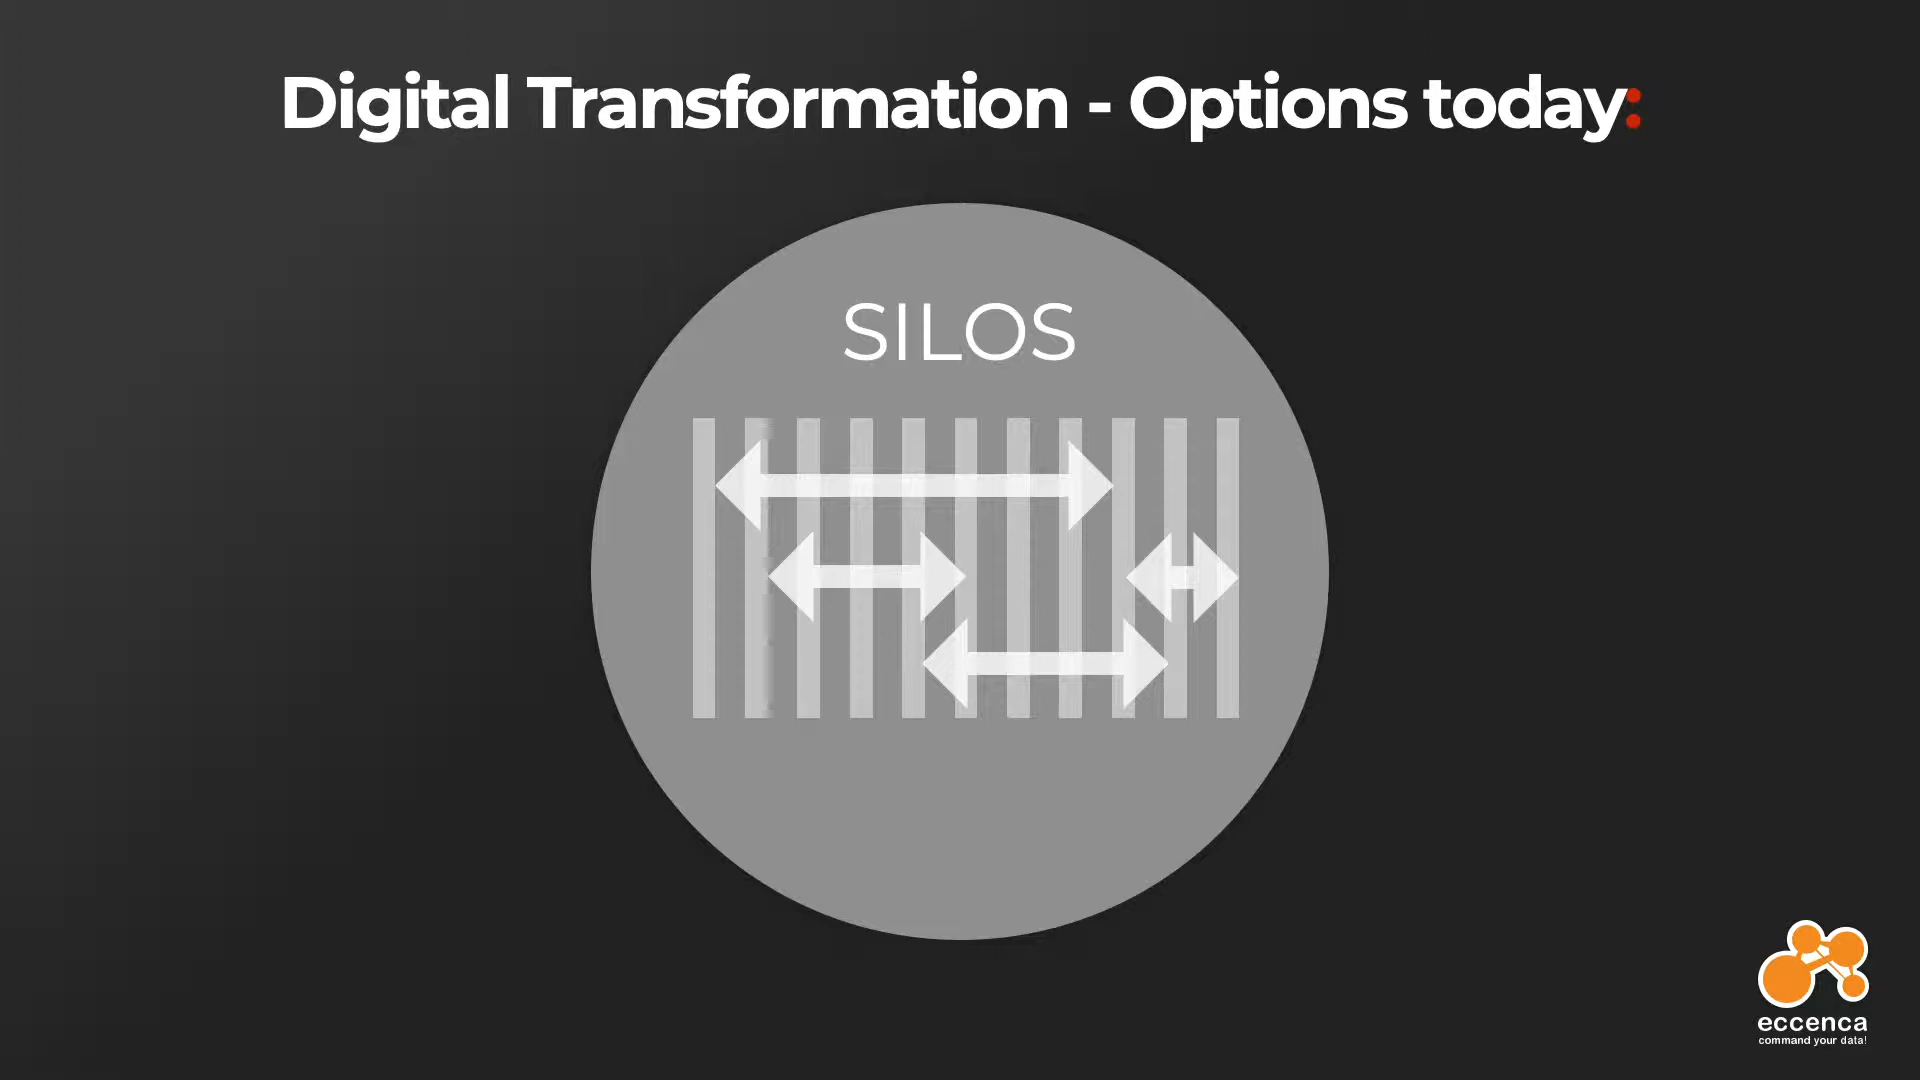 Digital Transformation - Options today:
SILOS
eccenca
command your data!